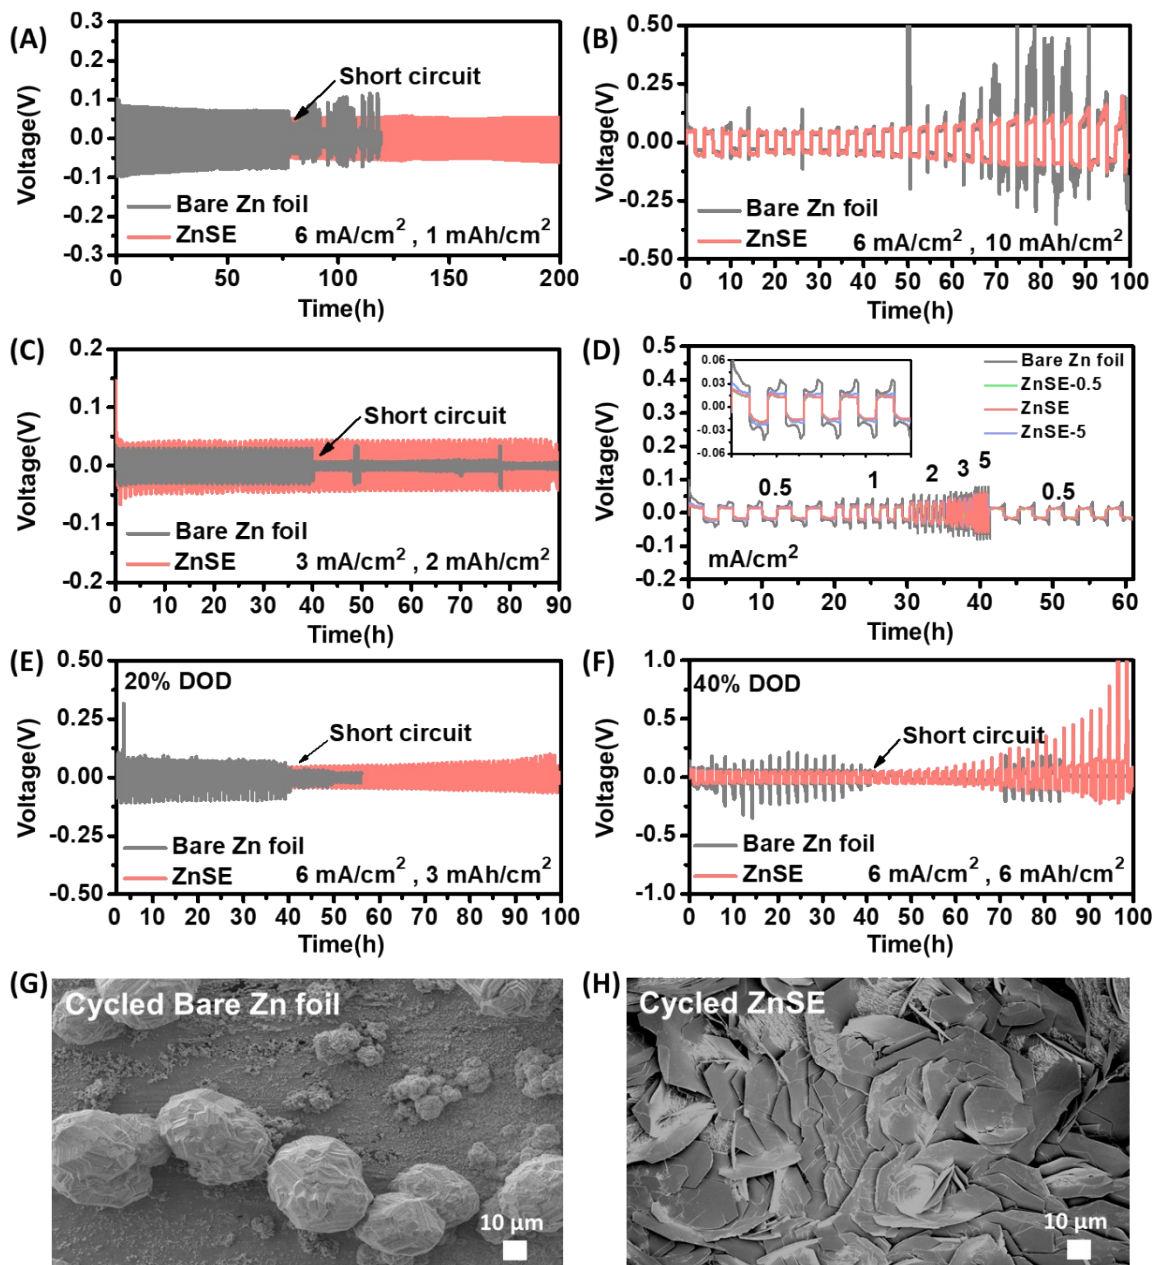 (A)
0.3
0.2
0.1
0.0
-0.1
-0.2
-0.3
Voltage(V)
Short circuit
Bare Zn foil
ZnSE 6 mA/cm² , 1 mAh/cm²
0 50 100 150 200
Time(h)
(B)
0.50
0.25
0.00
-0.25
-0.50
Voltage(V)
Bare Zn foil
ZnSE 6 mA/cm² , 10 mAh/cm²
0 10 20 30 40 50 60 70 80 90 100
Time(h)
(C)
0.2
0.1
0.0
-0.1
-0.2
Voltage(V)
Short circuit
Bare Zn foil
ZnSE 3 mA/cm² , 2 mAh/cm²
0 10 20 30 40 50 60 70 80 90
Time(h)
(D)
0.5
0.4
0.3
0.2
0.1
0.0
-0.1
-0.2
Voltage(V)
0.06
0.03
0.00
-0.03
-0.06
Bare Zn foil
ZnSE-0.5
ZnSE
ZnSE-5
0.5 1 2 3 5 0.5
mA/cm²
0 10 20 30 40 50 60
Time(h)
(E)
0.50
0.25
0.00
-0.25
-0.50
Voltage(V)
20% DOD
Short circuit
Bare Zn foil
ZnSE 6 mA/cm² , 3 mAh/cm²
10 20 30 40 50 60 70 80 90 100
Time(h)
(F)
1.0
0.5
0.0
-0.5
-1.0
Voltage(V)
40% DOD
Short circuit
Bare Zn foil
ZnSE 6 mA/cm² , 6 mAh/cm²
0 10 20 30 40 50 60 70 80 90 100
Time(h)
(G)
Cycled Bare Zn foil
10 μm
(H)
Cycled ZnSE
10 μm